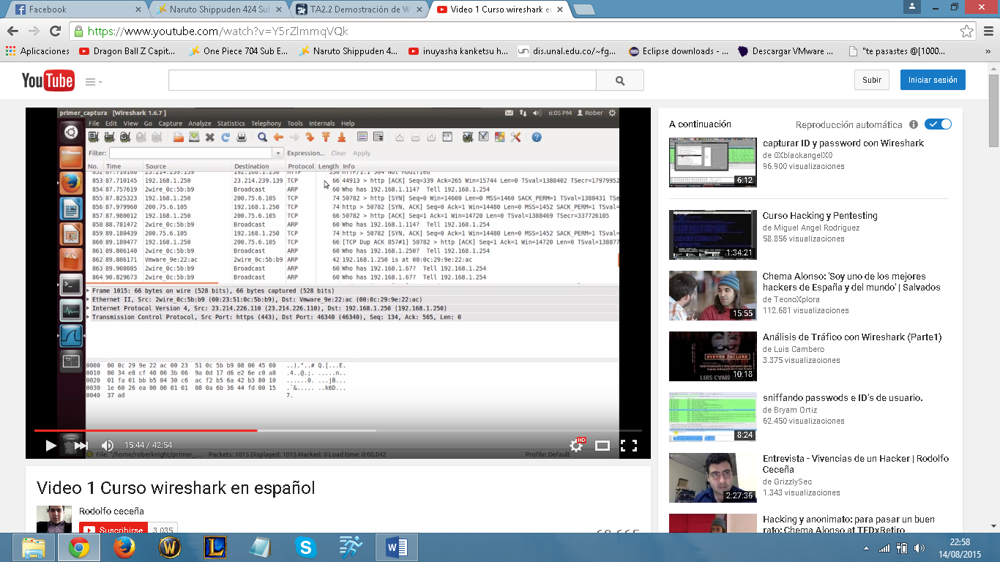 Facebook
Naruto Shippuden 424 Sub
TA2.2 Demostración de W
Video 1 Curso wireshark en
https://www.youtube.com/watch?v=Y5rZlmmqVQk
Aplicaciones
Dragon Ball Z Capit...
One Piece 704 Sub E...
Naruto Shippuden 4...
inuyasha kanketsu h...
dis.unal.edu.co/~fg...
Eclipse downloads - ...
Descargar VMware ...
"te pasastes @[1000...
»
YouTube
Subir
Iniciar sesión
primer_captura [Wireshark 1.6.7 ]
6:05 PM
Rober
File Edit View Go Capture Analyze Statistics Telephony Tools Internals Help
Filter:
Expression... Clear Apply
No. Time Source Destination Protocol Length Info
852 87.710108 23.214.239.139 192.168.1.250 HTTP 336 HTTP/1.1 304 Not Modified
853 87.710145 192.168.1.250 23.214.239.139 TCP 66 44913 > http [ACK] Seq=339 Ack=265 Win=15744 Len=0 TSval=1388402 TSecr=17979952
854 87.757619 2wire_0c:5b:b9 Broadcast ARP 60 Who has 192.168.1.114? Tell 192.168.1.254
855 87.825323 192.168.1.250 200.75.6.105 TCP 74 50782 > http [SYN] Seq=0 Win=14600 Len=0 MSS=1460 SACK_PERM=1 TSval=1388431 TSe
856 87.979960 200.75.6.105 192.168.1.250 TCP 74 http > 50782 [SYN, ACK] Seq=0 Ack=1 Win=14480 Len=0 MSS=1452 SACK_PERM=1 TSval=
857 87.980012 192.168.1.250 200.75.6.105 TCP 66 50782 > http [ACK] Seq=1 Ack=1 Win=14720 Len=0 TSval=1388469 TSecr=337726105
858 88.781472 2wire_0c:5b:b9 Broadcast ARP 60 Who has 192.168.1.114? Tell 192.168.1.254
859 89.180439 200.75.6.105 192.168.1.250 TCP 74 http > 50782 [SYN, ACK] Seq=0 Ack=1 Win=14480 Len=0 MSS=1452 SACK_PERM=1 TSval=
860 89.180477 192.168.1.250 200.75.6.105 TCP 66 [TCP Dup ACK 857#1] 50782 > http [ACK] Seq=1 Ack=1 Win=14720 Len=0 TSval=138877
861 89.806140 2wire_0c:5b:b9 Broadcast ARP 60 Who has 192.168.1.250? Tell 192.168.1.254
862 89.806171 Vmware_9e:22:ac 2wire_0c:5b:b9 ARP 42 192.168.1.250 is at 00:0c:29:9e:22:ac
863 89.908085 2wire_0c:5b:b9 Broadcast ARP 60 Who has 192.168.1.67? Tell 192.168.1.254
864 90.829673 2wire_0c:5b:b9 Broadcast ARP 60 Who has 192.168.1.67? Tell 192.168.1.254
Frame 1015: 66 bytes on wire (528 bits), 66 bytes captured (528 bits)
Ethernet II, Src: 2wire_0c:5b:b9 (00:23:51:0c:5b:b9), Dst: Vmware_9e:22:ac (00:0c:29:9e:22:ac)
Internet Protocol Version 4, Src: 23.214.226.110 (23.214.226.110), Dst: 192.168.1.250 (192.168.1.250)
Transmission Control Protocol, Src Port: https (443), Dst Port: 46340 (46340), Seq: 134, Ack: 565, Len: 0
0000 00 0c 29 9e 22 ac 00 23 51 0c 5b b9 08 00 45 00 ..)."..# Q.[...E.
0010 00 34 e8 cf 40 00 3b 06 9a 0d 17 d6 e2 6e c0 a8 .4..@.;. .....n..
0020 01 fa 01 bb b5 04 30 c6 ac f2 b5 6a 42 b3 80 10 ......0. ...jB...
0030 1e 60 26 ea 00 00 01 01 08 0a 6b 36 44 fd 00 15 .`&..... ..k6D...
0040 37 ad 7.
15:44 / 42:54
HD
File: "/home/roberknight/primer_... Packets: 1015 Displayed: 1015 Marked: 0 Load time: 0:00.042
Profile: Default
Video 1 Curso wireshark en español
Rodolfo ceceña
Suscribirse
3.035
A continuación
Reproducción automática
capturar ID y password con Wireshark
de 0XblackangelX0
96.900 visualizaciones
6:12
Curso Hacking y Pentesting
de Miguel Angel Rodriguez
58.856 visualizaciones
1:34:21
Chema Alonso: 'Soy uno de los mejores
hackers de España y del mundo' | Salvados
de TecnoXplora
112.681 visualizaciones
15:55
Análisis de Tráfico con Wireshark (Parte1)
de Luis Cambero
3.375 visualizaciones
SYSTEM FAILURE
LUIS CAMB
10:18
sniffando passwods e ID's de usuario.
de Bryam Ortiz
62.450 visualizaciones
8:24
Entrevista - Vivencias de un Hacker | Rodolfo
Ceceña
de GrizzlySec
1.343 visualizaciones
2:27:36
Hacking y anonimato: para pasar un buen
rato: Chema Alonso at TEDxRetiro
22:58
14/08/2015